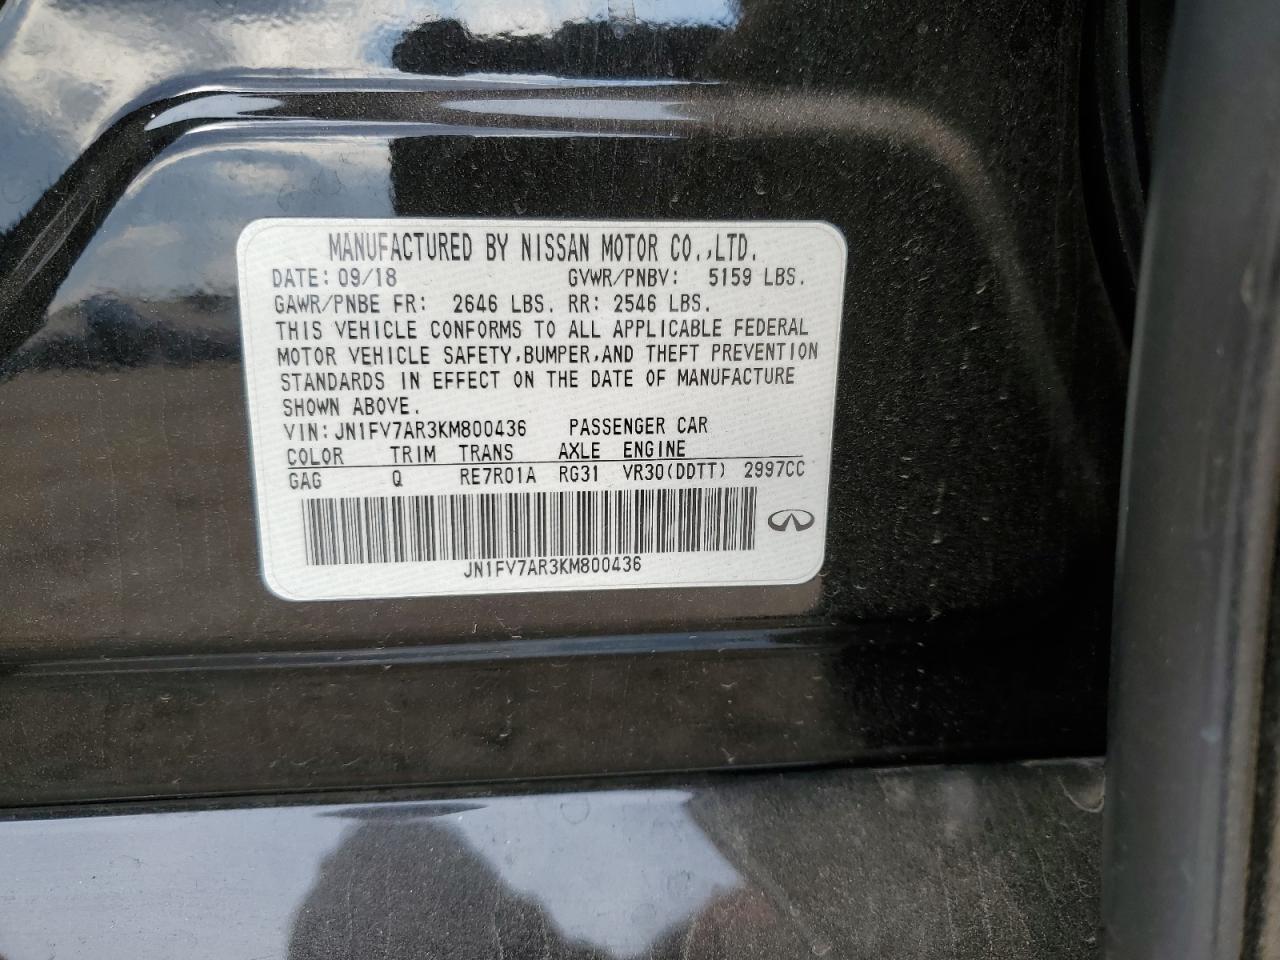 MANUFACTURED BY NISSAN MOTOR CO.,LTD.
DATE: 09/18 GVWR/PNBV: 5159 LBS.
GAWR/PNBE FR: 2646 LBS. RR: 2546 LBS.
THIS VEHICLE CONFORMS TO ALL APPLICABLE FEDERAL
MOTOR VEHICLE SAFETY,BUMPER,AND THEFT PREVENTION
STANDARDS IN EFFECT ON THE DATE OF MANUFACTURE
SHOWN ABOVE.
VIN:JN1FV7AR3KM800436 PASSENGER CAR
COLOR TRIM TRANS AXLE ENGINE
GAG Q RE7R01A RG31 VR30(DDTT) 2997CC
JN1FV7AR3KM800436